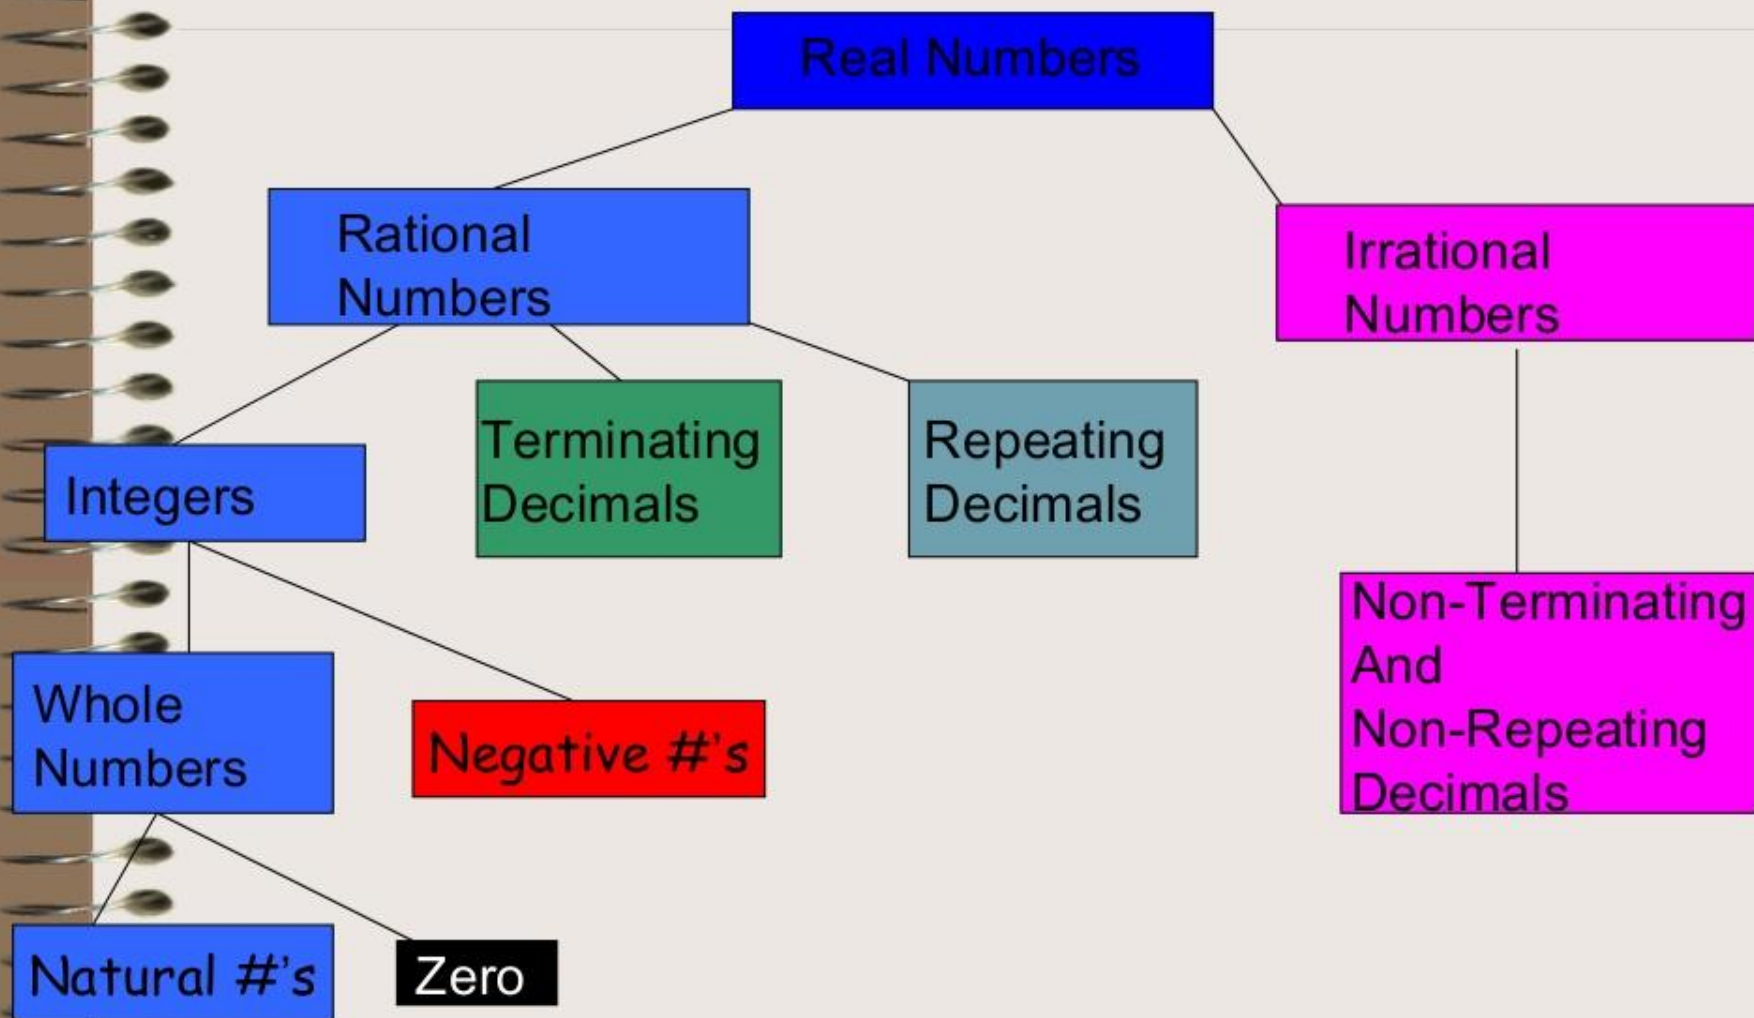 Real Numbers
Rational
Numbers
Irrational
Numbers
Integers
Terminating
Decimals
Repeating
Decimals
Whole
Numbers
Negative #'s
Non-Terminating
And
Non-Repeating
Decimals
Natural #'s
Zero